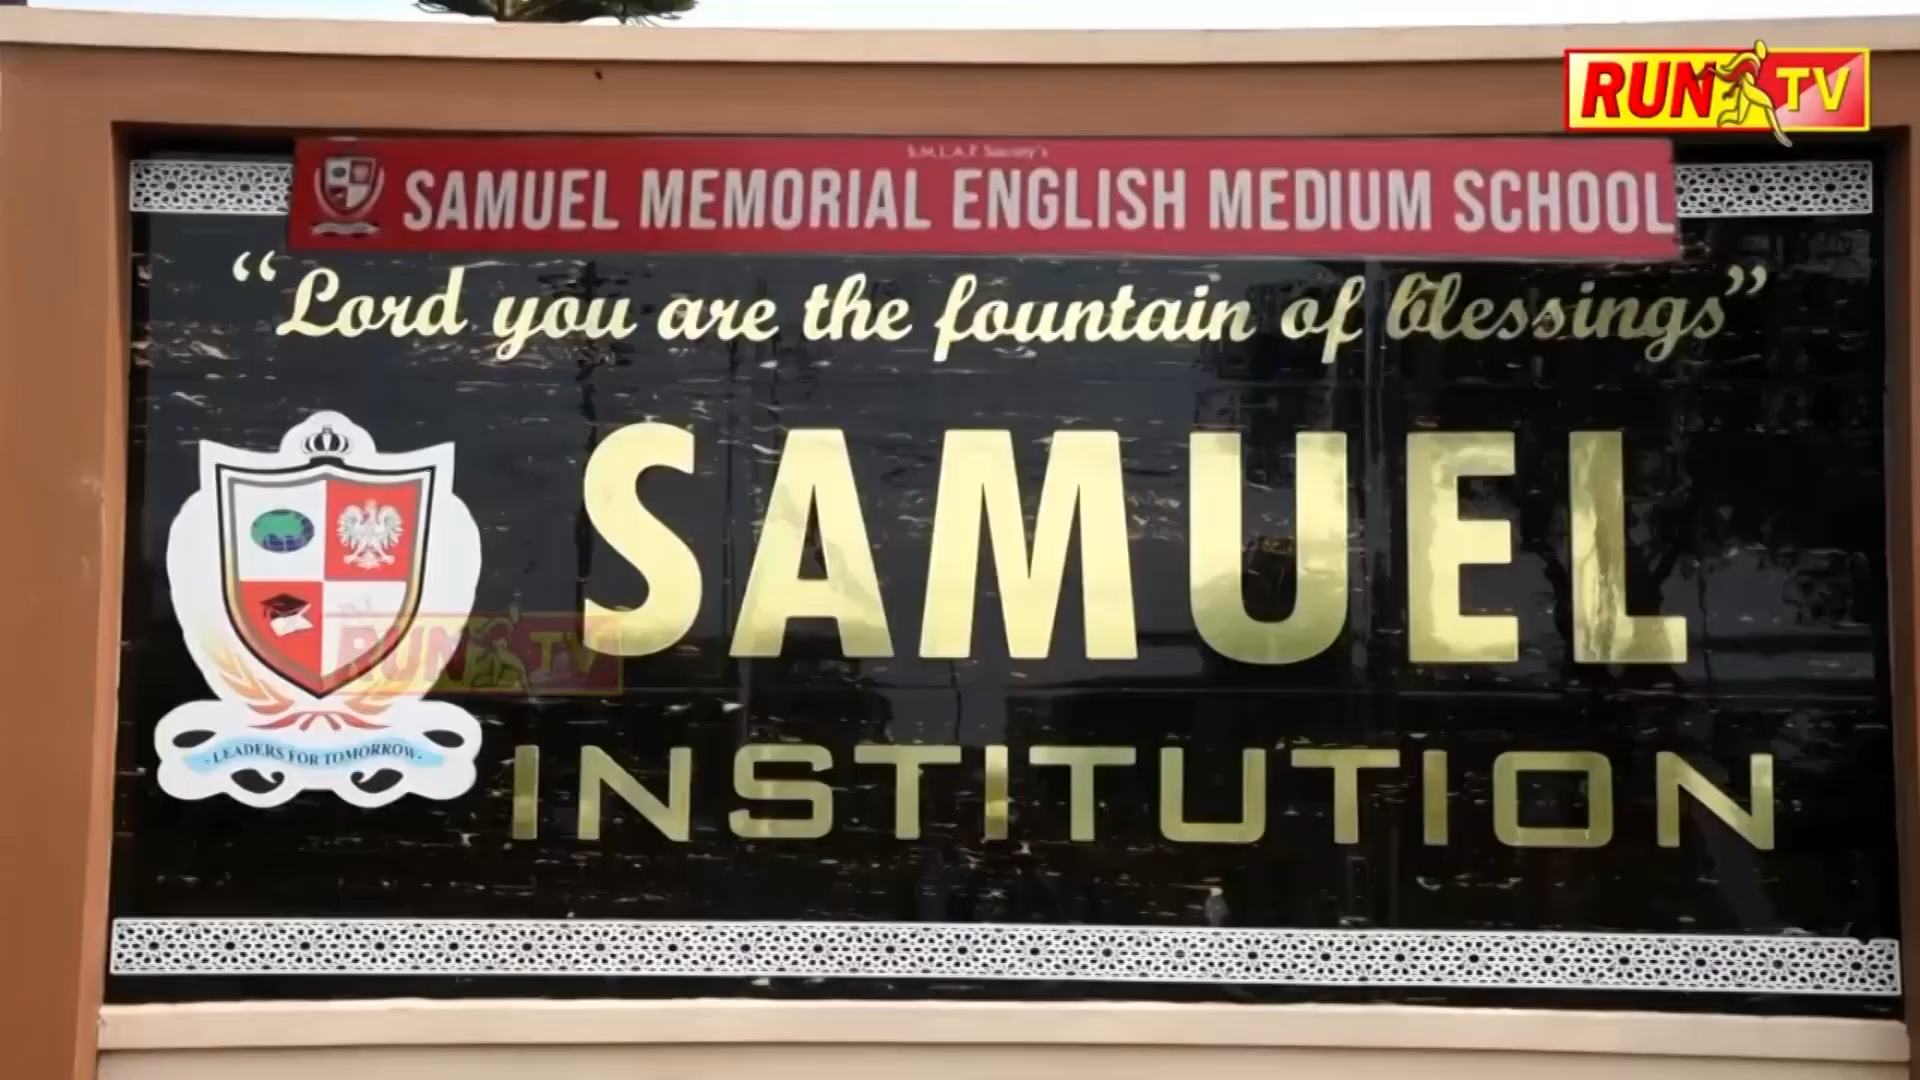 RUN TV
S.M.L.A.F. Society's
SAMUEL MEMORIAL ENGLISH MEDIUM SCHOOL
“Lord you are the fountain of blessings”
SAMUEL
INSTITUTION
RUN TV
- LEADERS FOR TOMORROW -